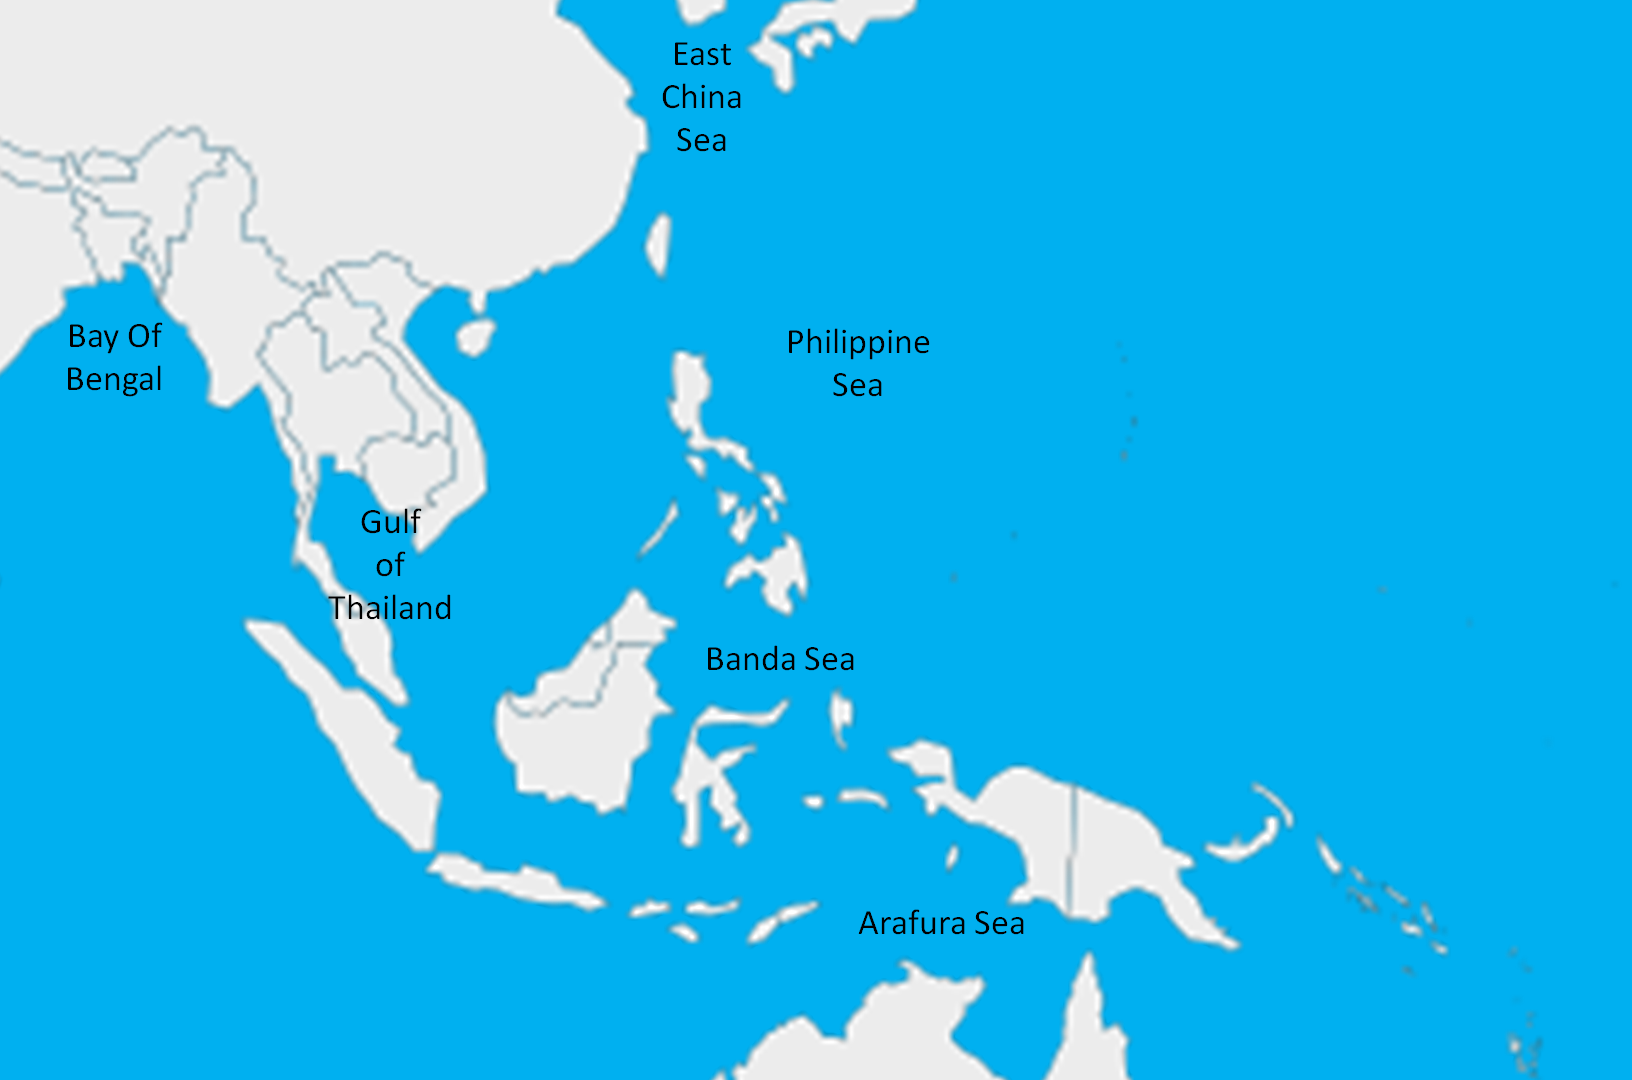 East
China
Sea
Bay Of
Bengal
Philippine
Sea
Gulf
of
Thailand
Banda Sea
Arafura Sea